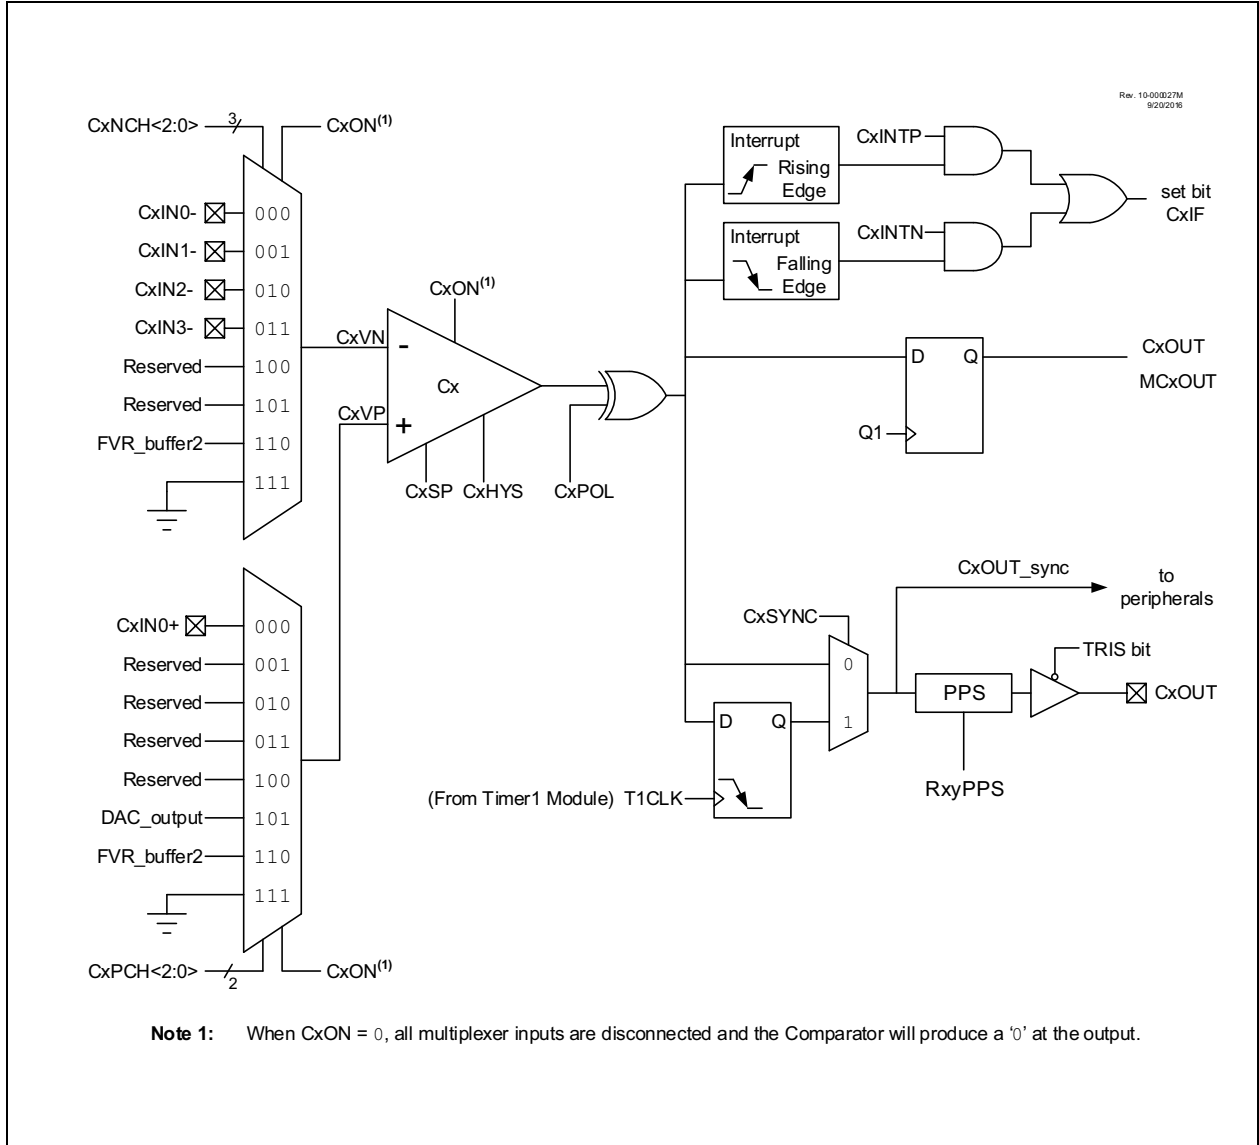 Rev. 10-000027M
9/20/2016
CxNCH<2:0>
3
CxON(1)
CxIN0-
000
CxIN1-
001
CxIN2-
010
CxIN3-
011
Reserved
100
Reserved
101
FVR_buffer2
110
111
CxVN
CxVP
CxON(1)
-
Cx
+
CxSP
CxHYS
CxPOL
Interrupt
Rising
Edge
CxINTP
Interrupt
Falling
Edge
CxINTN
set bit
CxIF
D
Q
Q1
CxOUT
MCxOUT
CxIN0+
000
Reserved
001
Reserved
010
Reserved
011
Reserved
100
DAC_output
101
FVR_buffer2
110
111
CxPCH<2:0>
2
CxON(1)
CxOUT_sync
to
peripherals
CxSYNC
0
1
D
Q
(From Timer1 Module) T1CLK
PPS
RxyPPS
TRIS bit
CxOUT
Note 1: When CxON = 0, all multiplexer inputs are disconnected and the Comparator will produce a ‘0’ at the output.